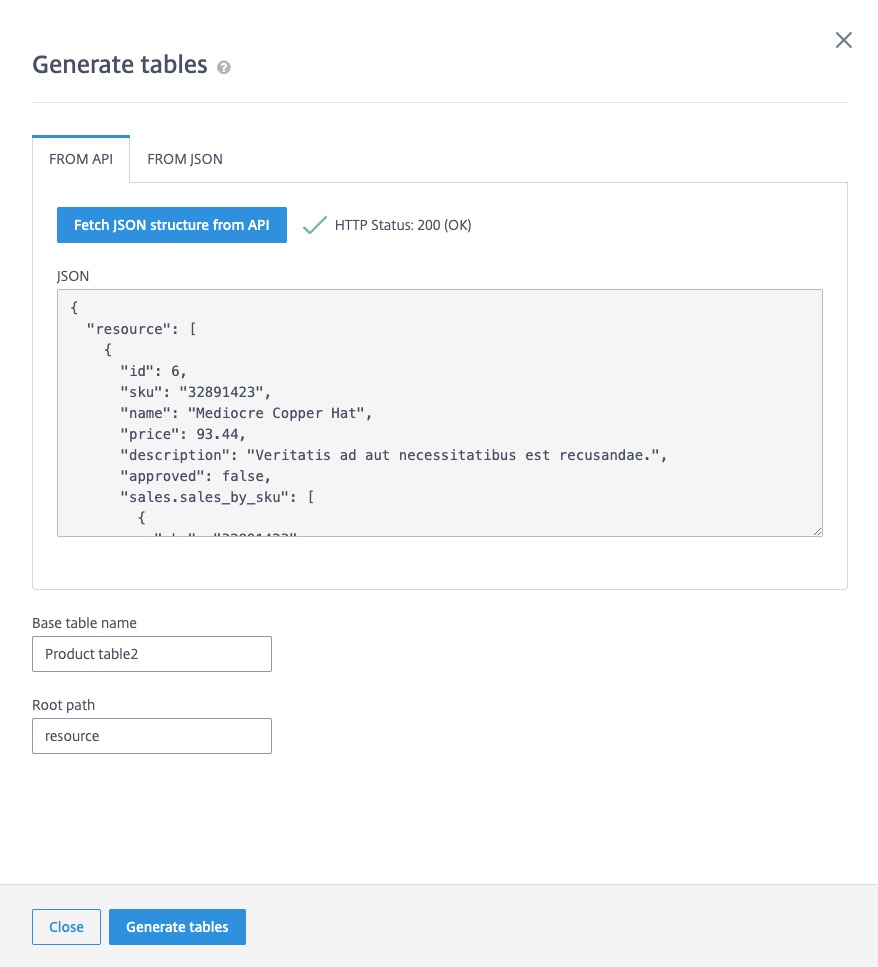 Generate tables ?
FROM API FROM JSON
Fetch JSON structure from API HTTP Status: 200 (OK)
JSON
{
"resource": [
{
"id": 6,
"sku": "32891423",
"name": "Mediocre Copper Hat",
"price": 93.44,
"description": "Veritatis ad aut necessitatibus est recusandae.",
"approved": false,
"sales.sales_by_sku": [
{
Base table name
Product table2
Root path
resource
Close Generate tables